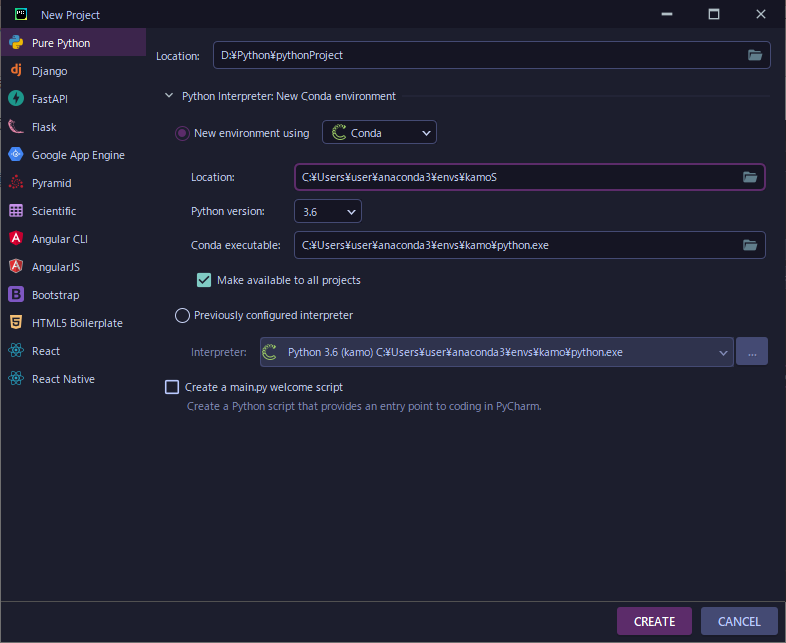 New Project
Pure Python
Django
FastAPI
Flask
Google App Engine
Pyramid
Scientific
Angular CLI
AngularJS
Bootstrap
HTML5 Boilerplate
React
React Native
Location: D:¥Python¥pythonProject
Python Interpreter: New Conda environment
New environment using Conda
Location: C:¥Users¥user¥anaconda3¥envs¥kamoS
Python version: 3.6
Conda executable: C:¥Users¥user¥anaconda3¥envs¥kamo¥python.exe
Make available to all projects
Previously configured interpreter
Interpreter: Python 3.6 (kamo) C:¥Users¥user¥anaconda3¥envs¥kamo¥python.exe ...
Create a main.py welcome script
Create a Python script that provides an entry point to coding in PyCharm.
CREATE CANCEL